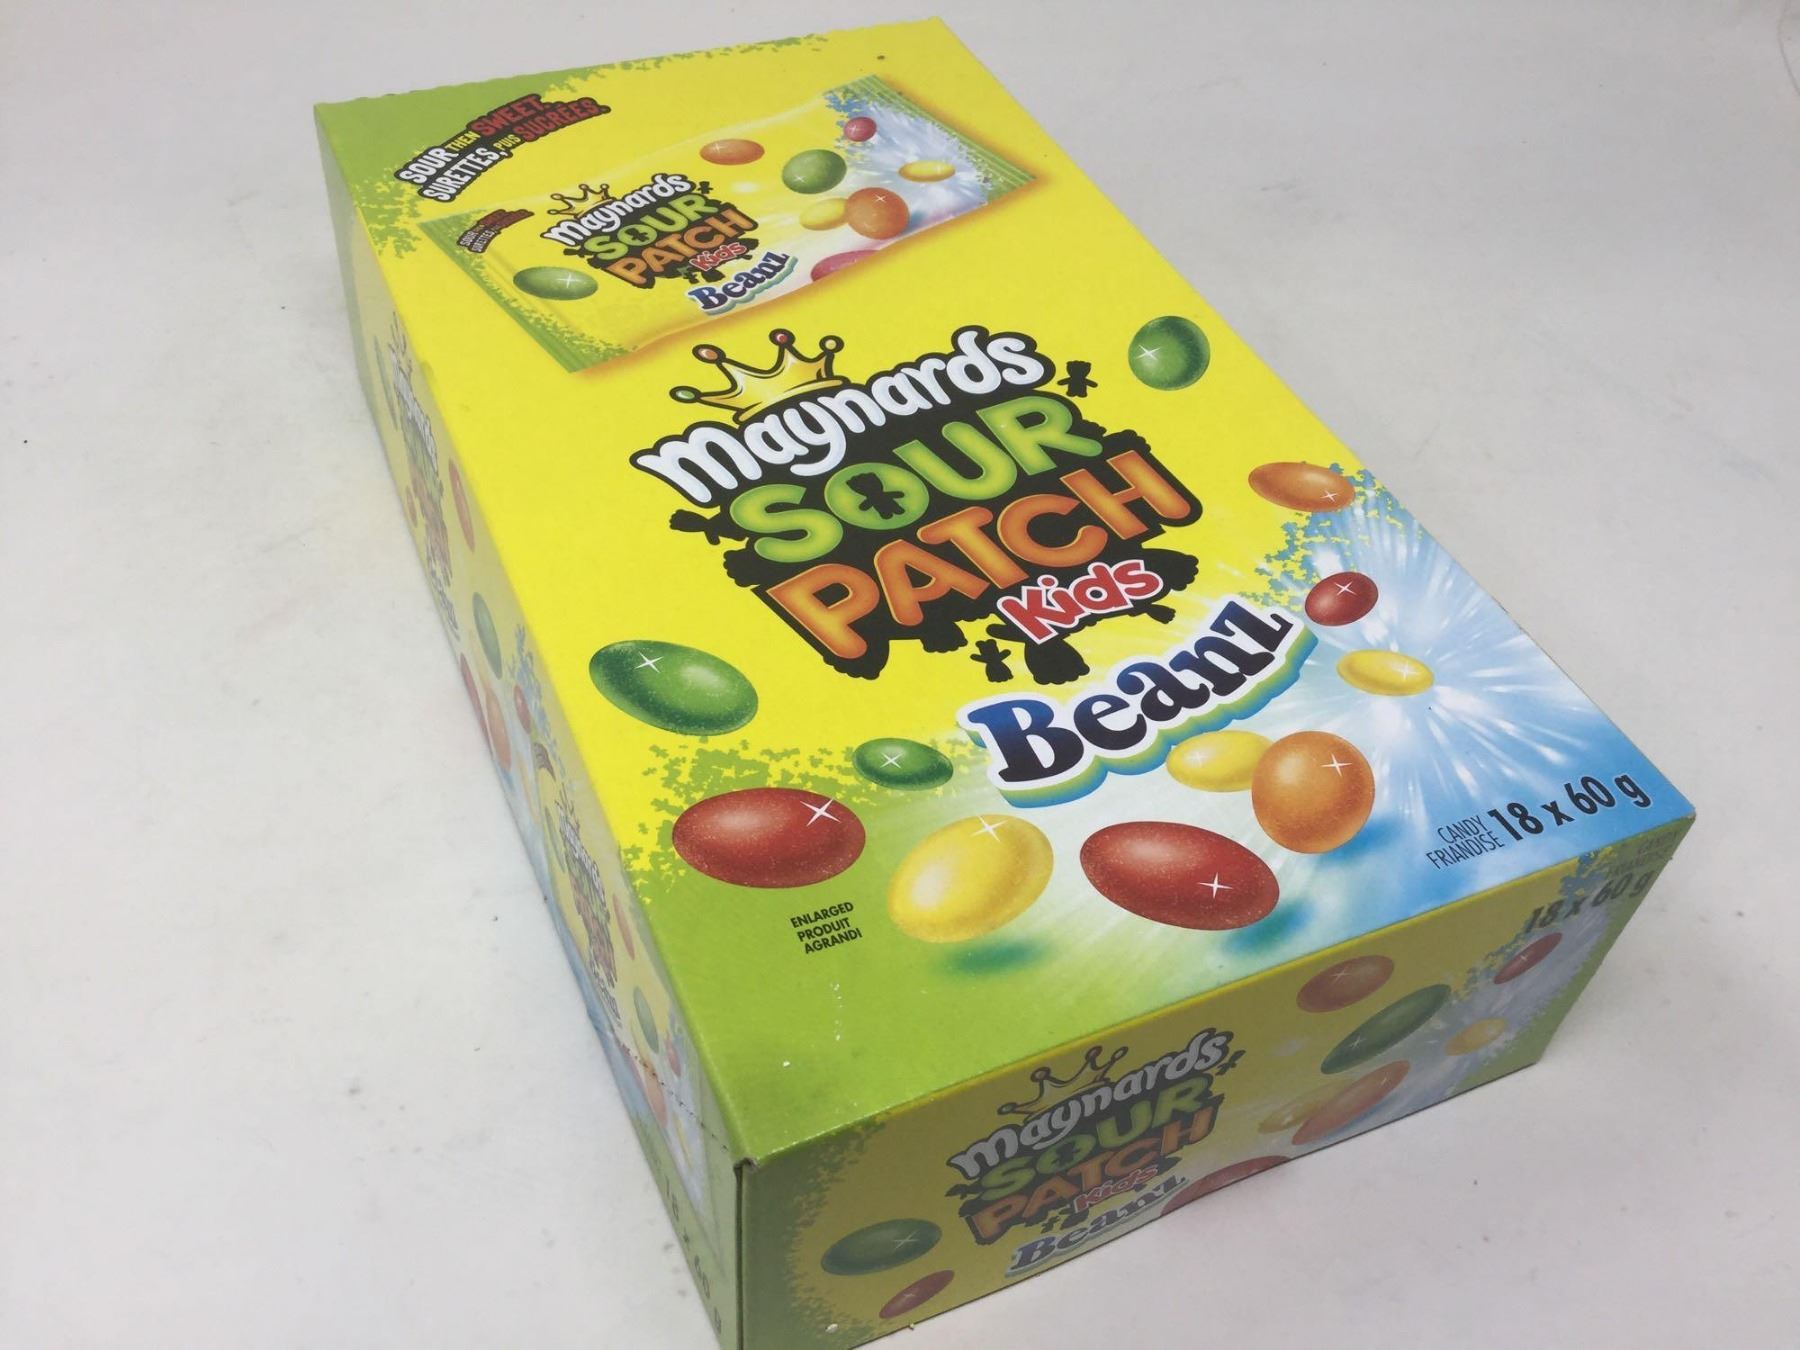 SOUR THEN SWEET.
SURETTES, PUIS SUCRÉES.
maynards
SOUR
PATCH
Kids
Beanz
maynards
SOUR
PATCH
Kids
Beanz
CANDY
FRIANDISE
18 x 60 g
ENLARGED
PRODUIT
AGRANDI
18 x 60 g
maynards
SOUR
PATCH
Kids
Beanz